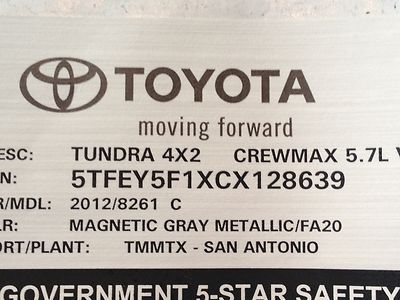 TOYOTA
moving forward
ESC: TUNDRA 4X2 CREWMAX 5.7L V
N: 5TFEY5F1XCX128639
R/MDL: 2012/8261 C
LR: MAGNETIC GRAY METALLIC/FA20
ORT/PLANT: TMMTX - SAN ANTONIO
GOVERNMENT 5-STAR SAFETY